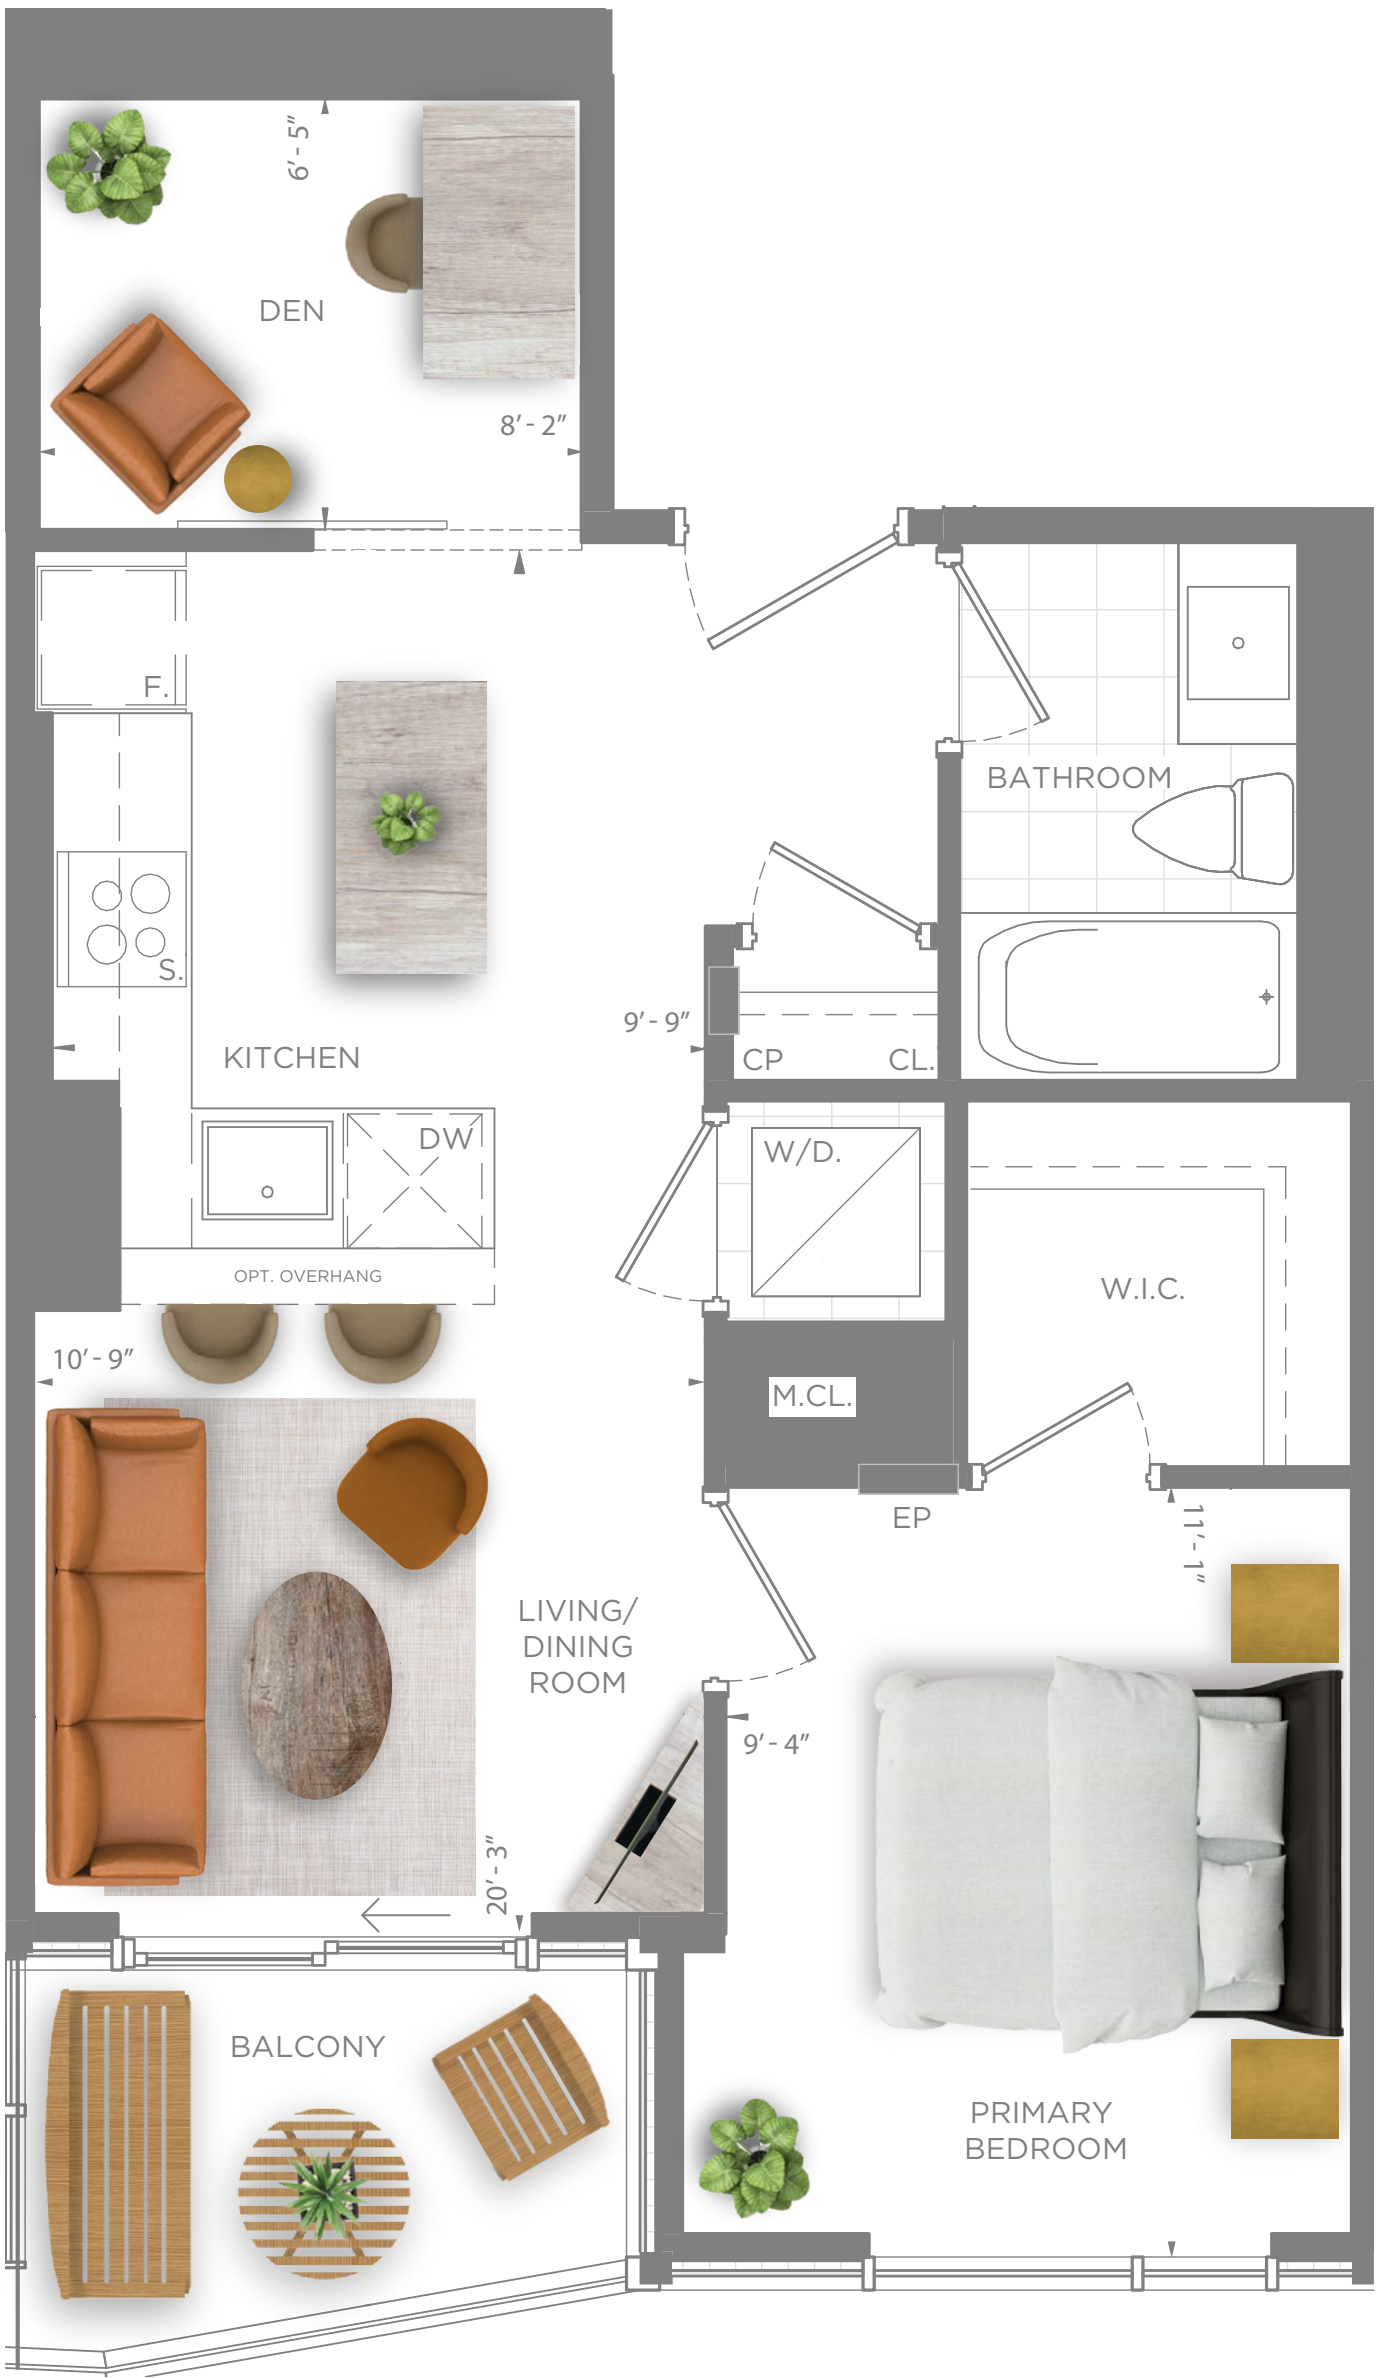 6'- 5"
DEN
8'- 2"
F.
BATHROOM
S.
9'- 9"
KITCHEN
CP
CL.
DW
W/D.
OPT. OVERHANG
W.I.C.
10'- 9"
M.CL.
EP
11'- 1"
LIVING/
DINING
ROOM
9'- 4"
20'- 3"
BALCONY
PRIMARY
BEDROOM